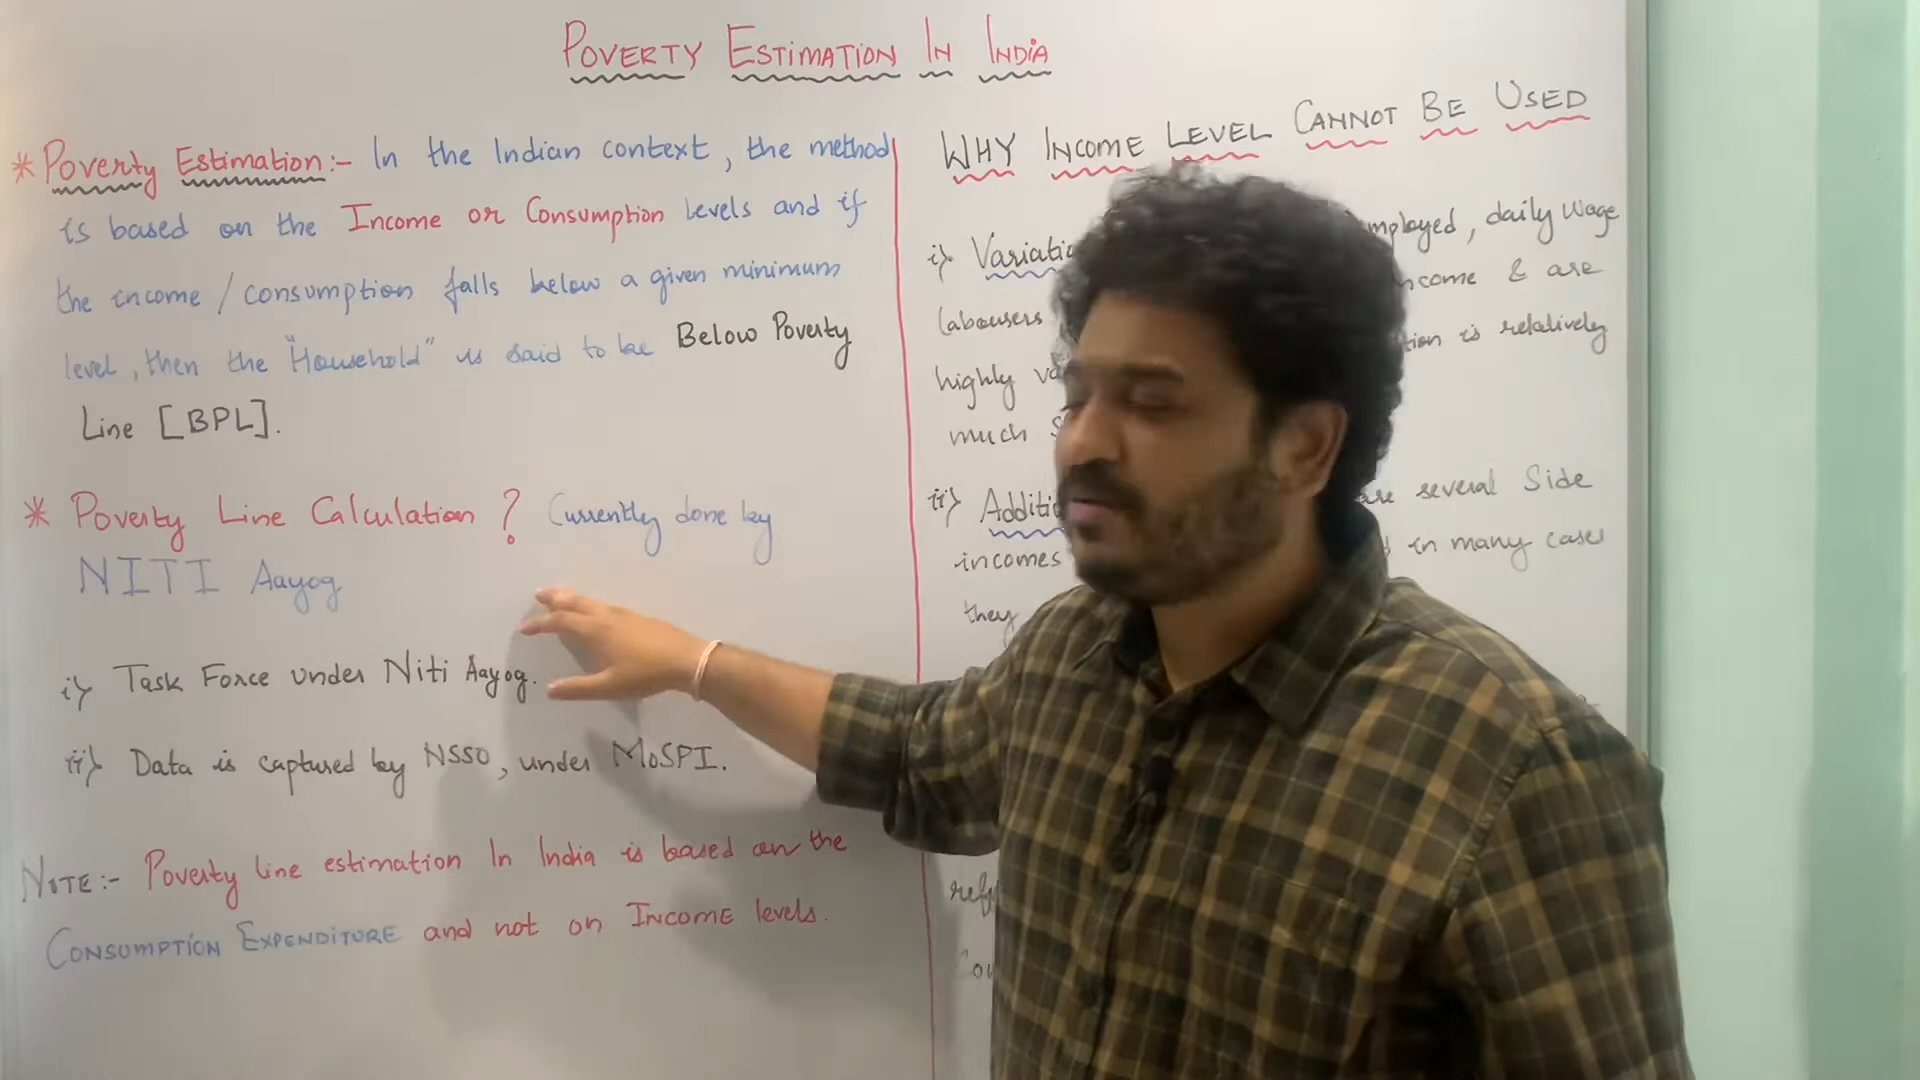 POVERTY ESTIMATION IN INDIA
* Poverty Estimation:- In the Indian context, the method
is based on the Income or Consumption levels and if
the income / consumption falls below a given minimum
level, then the "Household" is said to be Below Poverty
Line [BPL].
* Poverty Line Calculation? Currently done by
NITI Aayog
i) Task Force under Niti Aayog.
ii) Data is captured by NSSO, under MoSPI.
NOTE:- Poverty line estimation In India is based on the
CONSUMPTION EXPENDITURE and not on INCOME levels.
WHY INCOME LEVEL CANNOT BE USED
i) Variatio mployed, daily wage
labourers ncome & are
highly va tion is relatively
much
ii) Additio are several Side
incomes in many cases
they